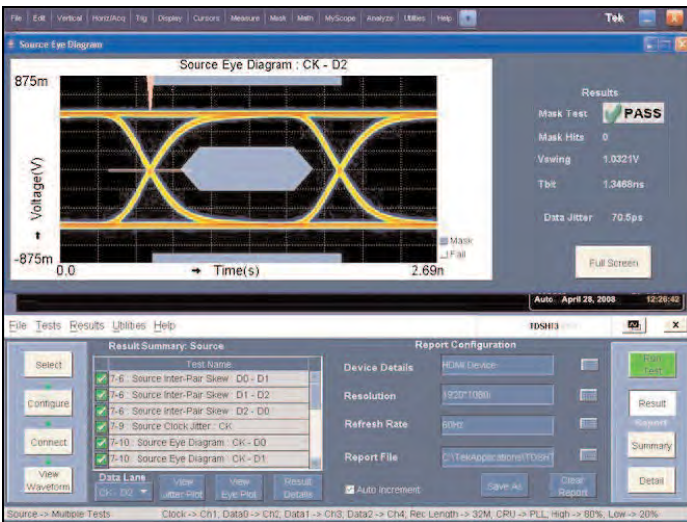 File Edit Vertical Horiz/Acq Trig Display Cursors Measure Mask Math MyScope Analyze Utilities Help
Tek
Source Eye Diagram
Source Eye Diagram : CK - D2
875m
Voltage(V)
-875m
0.0
Time(s)
2.69n
Mask
Fail
Results
Mask Test PASS
Mask Hits 0
Vswing 1.0321V
Tbit 1.3468ns
Data Jitter 70.5ps
Full Screen
Auto April 28, 2008 12:26:42
File Tests Results Utilities Help
TDSHT3
X
Select
Configure
Connect
View Waveform
Result Summary: Source
Test Name
7-6 : Source Inter-Pair Skew : D0 - D1
7-6 : Source Inter-Pair Skew : D1 - D2
7-6 : Source Inter-Pair Skew : D2 - D0
7-9 : Source Clock Jitter : CK
7-10 : Source Eye Diagram : CK - D0
7-10 : Source Eye Diagram : CK - D1
Data Lane
CK - D2
View Jitter Plot
View Eye Plot
Result Details
Report Configuration
Device Details HDMI Device
Resolution
Refresh Rate 60Hz
Report File C:\TekApplications\TDSHT
Auto Increment
Save As
Clear Report
Run Test
Result
Report
Summary
Detail
Source -> Multiple Tests Clock -> Ch1, Data0 -> Ch2, Data1 -> Ch3, Data2 -> Ch4, Rec Length -> 32M, CRU -> PLL, High -> 80%, Low -> 20%